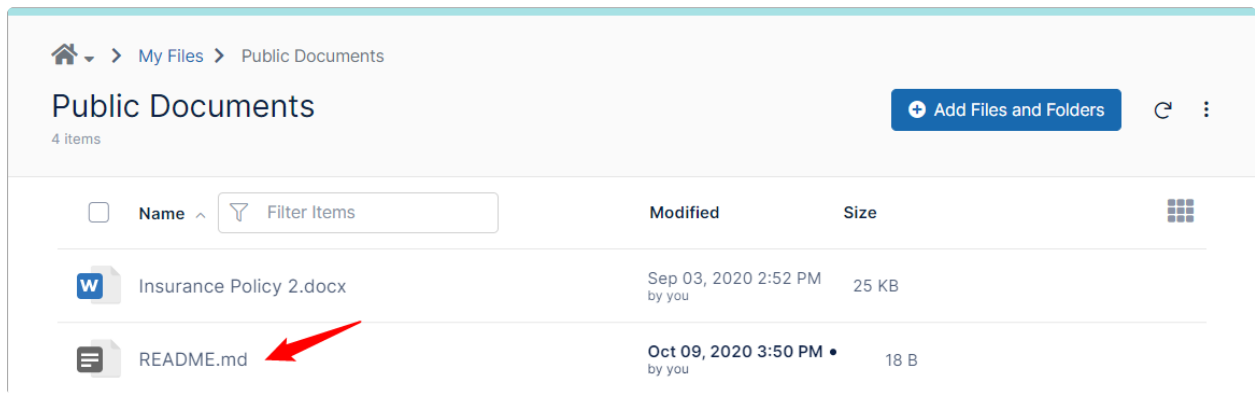 My Files Public Documents
Public Documents
Add Files and Folders
4 items
Name Filter Items Modified Size
W Insurance Policy 2.docx Sep 03, 2020 2:52 PM 25 KB
by you
README.md Oct 09, 2020 3:50 PM 18 B
by you